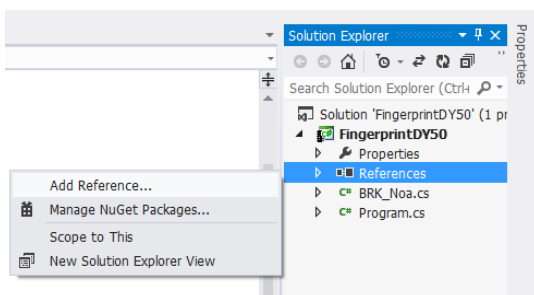 Solution Explorer
Search Solution Explorer (Ctrl+
Solution 'FingerprintDY50' (1 pr
FingerprintDY50
Properties
References
C# BRK_Noa.cs
C# Program.cs
Properties
Add Reference...
Manage NuGet Packages...
Scope to This
New Solution Explorer View